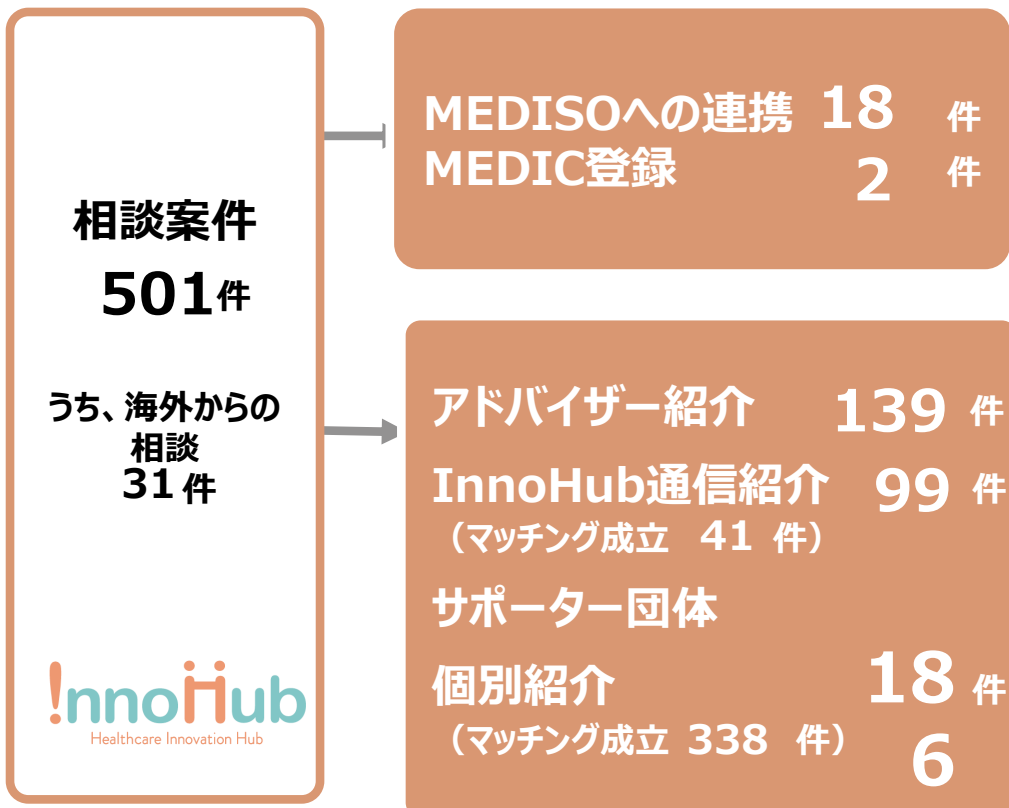 相談案件
501件
うち、海外からの
相談
31件
!nnoHub
Healthcare Innovation Hub
MEDISOへの連携 18 件
MEDIC登録 2 件
アドバイザー紹介 139 件
InnoHub通信紹介 99 件
（マッチング成立 41 件）
サポーター団体
個別紹介 18 件
（マッチング成立 338 件）
6